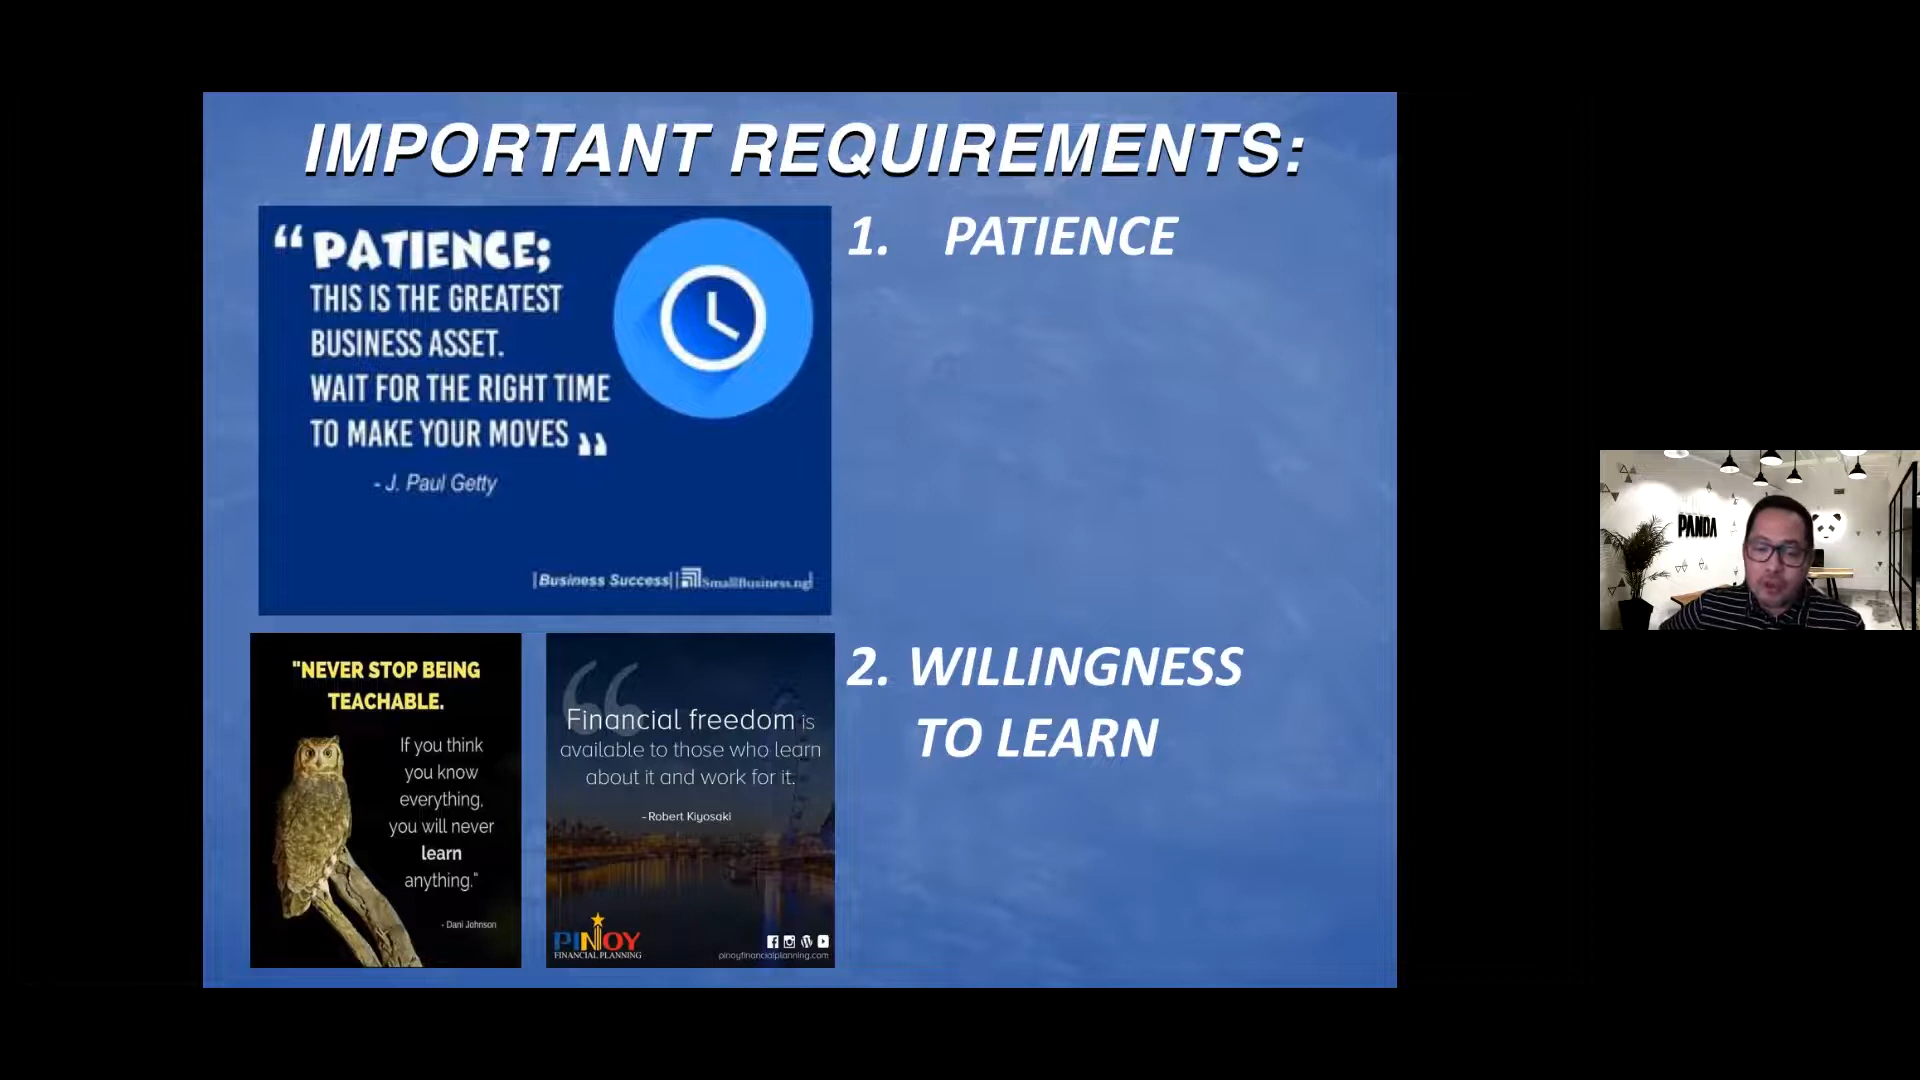 IMPORTANT REQUIREMENTS:
“ PATIENCE;
THIS IS THE GREATEST
BUSINESS ASSET.
WAIT FOR THE RIGHT TIME
TO MAKE YOUR MOVES ”
- J. Paul Getty
|Business Success| |SmallBusiness.ng|
1. PATIENCE
"NEVER STOP BEING
TEACHABLE.
If you think
you know
everything,
you will never
learn
anything."
- Dani Johnson
“
Financial freedom is
available to those who learn
about it and work for it.
- Robert Kiyosaki
PINOY
FINANCIAL PLANNING
pinoyfinancialplanning.com
2. WILLINGNESS
TO LEARN
PANDA